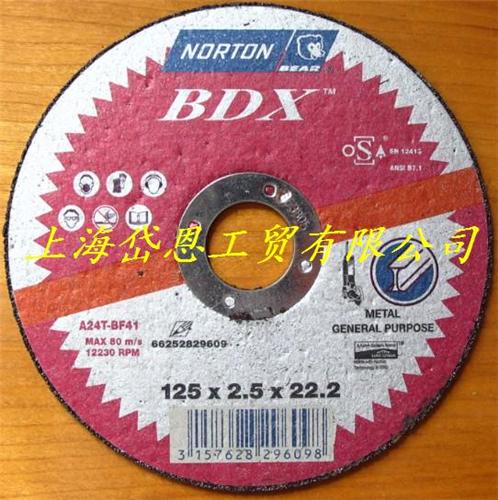 NORTON
BEAR
BDX™
OSA
EN 12413
ANSI B7.1
上海岱恩工贸有限公司
A24T-BF41
MAX 80 m/s
12230 RPM
66252829609
METAL
GENERAL PURPOSE
125 x 2.5 x 22.2
3 157628 296098